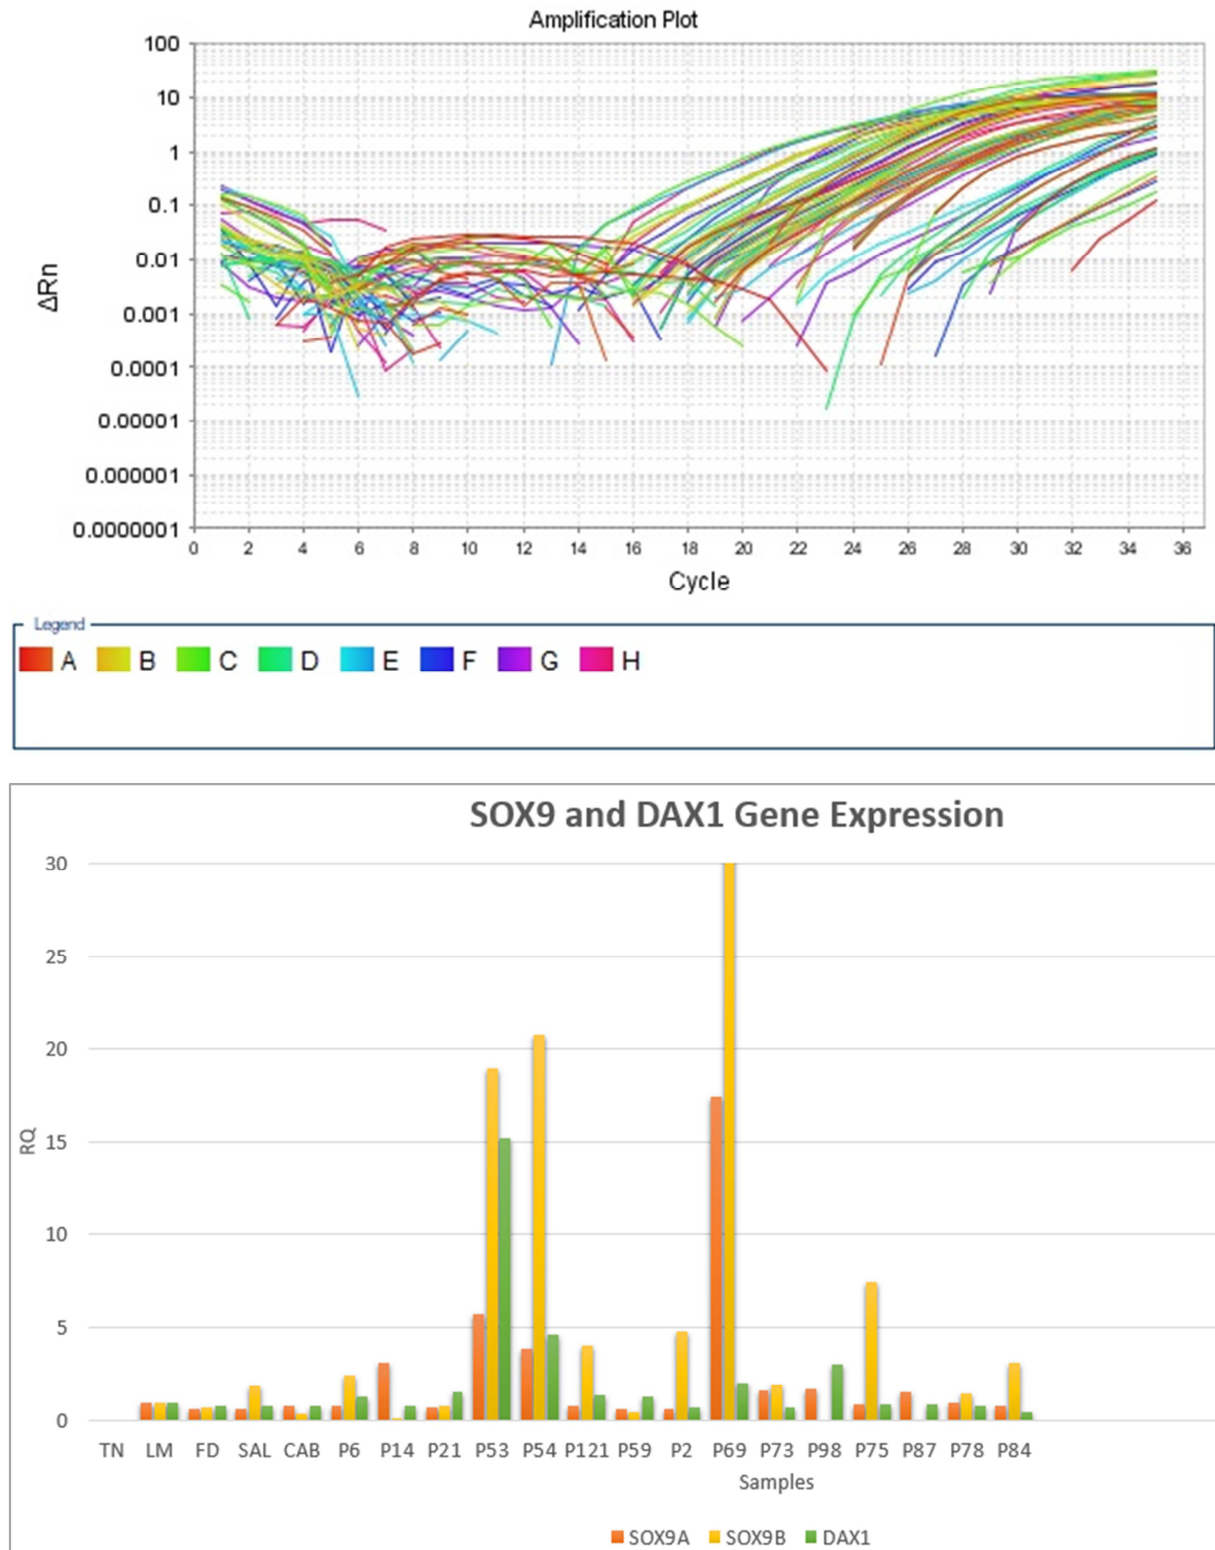 Amplification Plot
100
10
1
0.1
0.01
0.001
0.0001
0.00001
0.000001
0.0000001
ΔRn
0 2 4 6 8 10 12 14 16 18 20 22 24 26 28 30 32 34 36
Cycle
Legend
A B C D E F G H
SOX9 and DAX1 Gene Expression
30
25
20
15
10
5
0
RQ
TN LM FD SAL CAB P6 P14 P21 P53 P54 P121 P59 P2 P69 P73 P98 P75 P87 P78 P84
Samples
SOX9A SOX9B DAX1